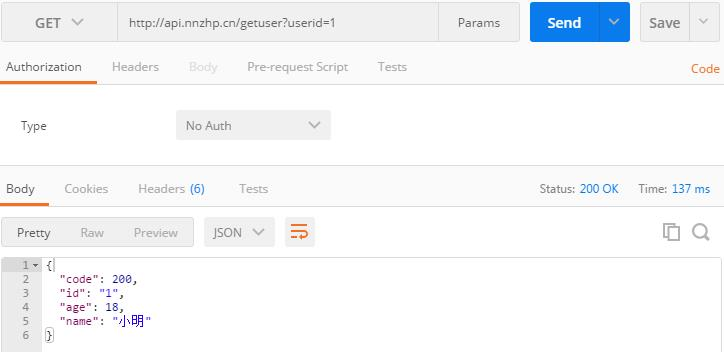 GET http://api.nnzhp.cn/getuser?userid=1 Params Send Save
Authorization Headers Body Pre-request Script Tests Code
Type No Auth
Body Cookies Headers (6) Tests Status: 200 OK Time: 137 ms
Pretty Raw Preview JSON
1 {
2 "code": 200,
3 "id": "1",
4 "age": 18,
5 "name": "小明"
6 }